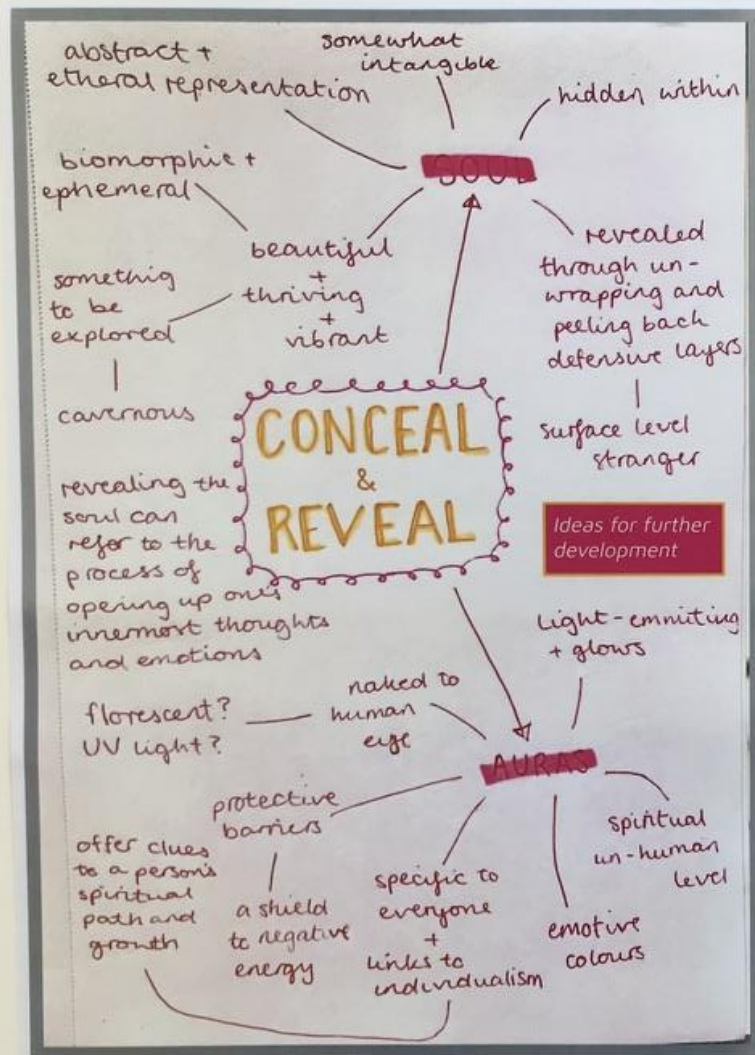 abstract +
etheral representation
somewhat
intangible
hidden within
SOUL
biomorphic +
ephemeral
beautiful
+
thriving
+
vibrant
something
to be
explored
cavernous
revealed
through un-
wrapping and
peeling back
defensive layers
surface level
stranger
CONCEAL
&
REVEAL
revealing the
soul can
refer to the
process of
opening up one's
innermost thoughts
and emotions
Ideas for further
development
light-emmiting
+ glows
naked to
human
eye
florescent?
UV light?
AURAS
protective
barriers
a shield
to negative
energy
offer clues
to a person's
spiritual
path and
growth
specific to
everyone
+
links to
individualism
emotive
colours
spiritual
un-human
level